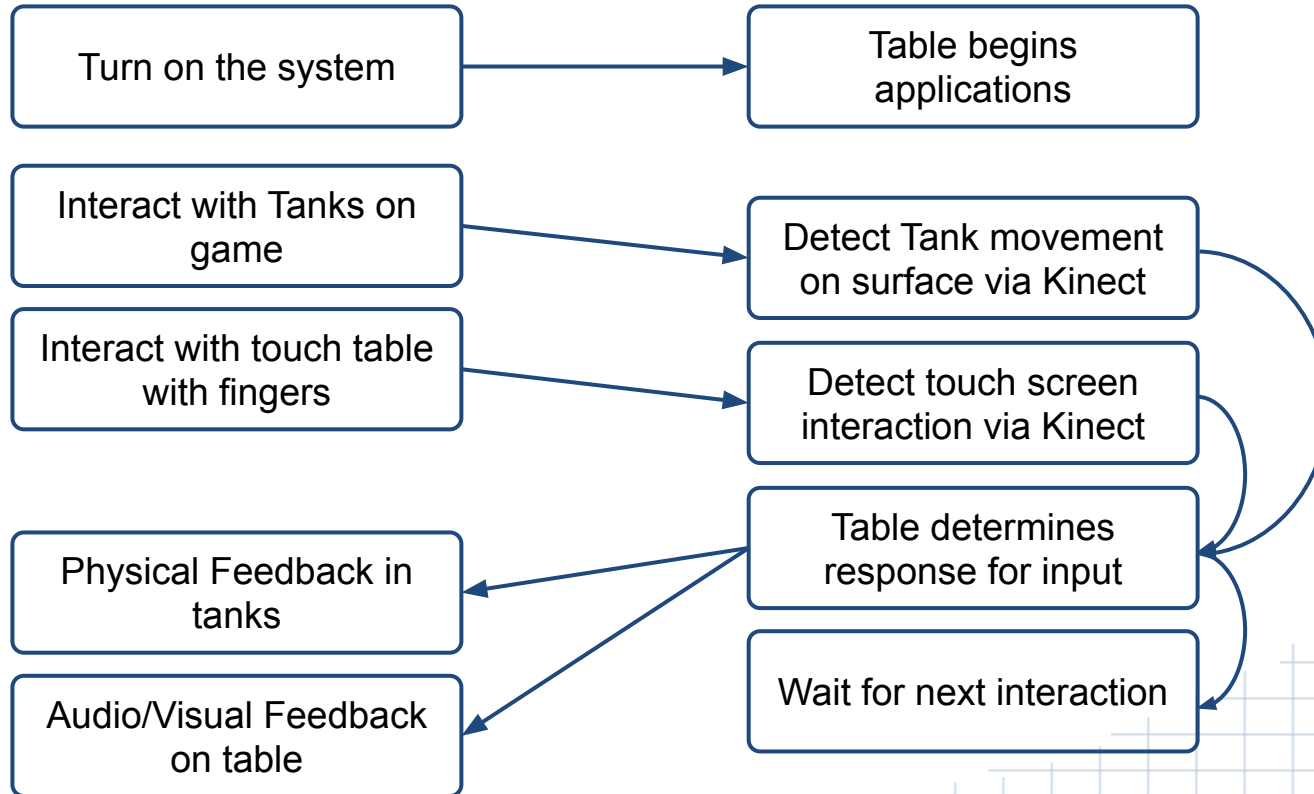 Turn on the system
Table begins
applications
Interact with Tanks on
game
Detect Tank movement
on surface via Kinect
Interact with touch table
with fingers
Detect touch screen
interaction via Kinect
Table determines
response for input
Physical Feedback in
tanks
Wait for next interaction
Audio/Visual Feedback
on table